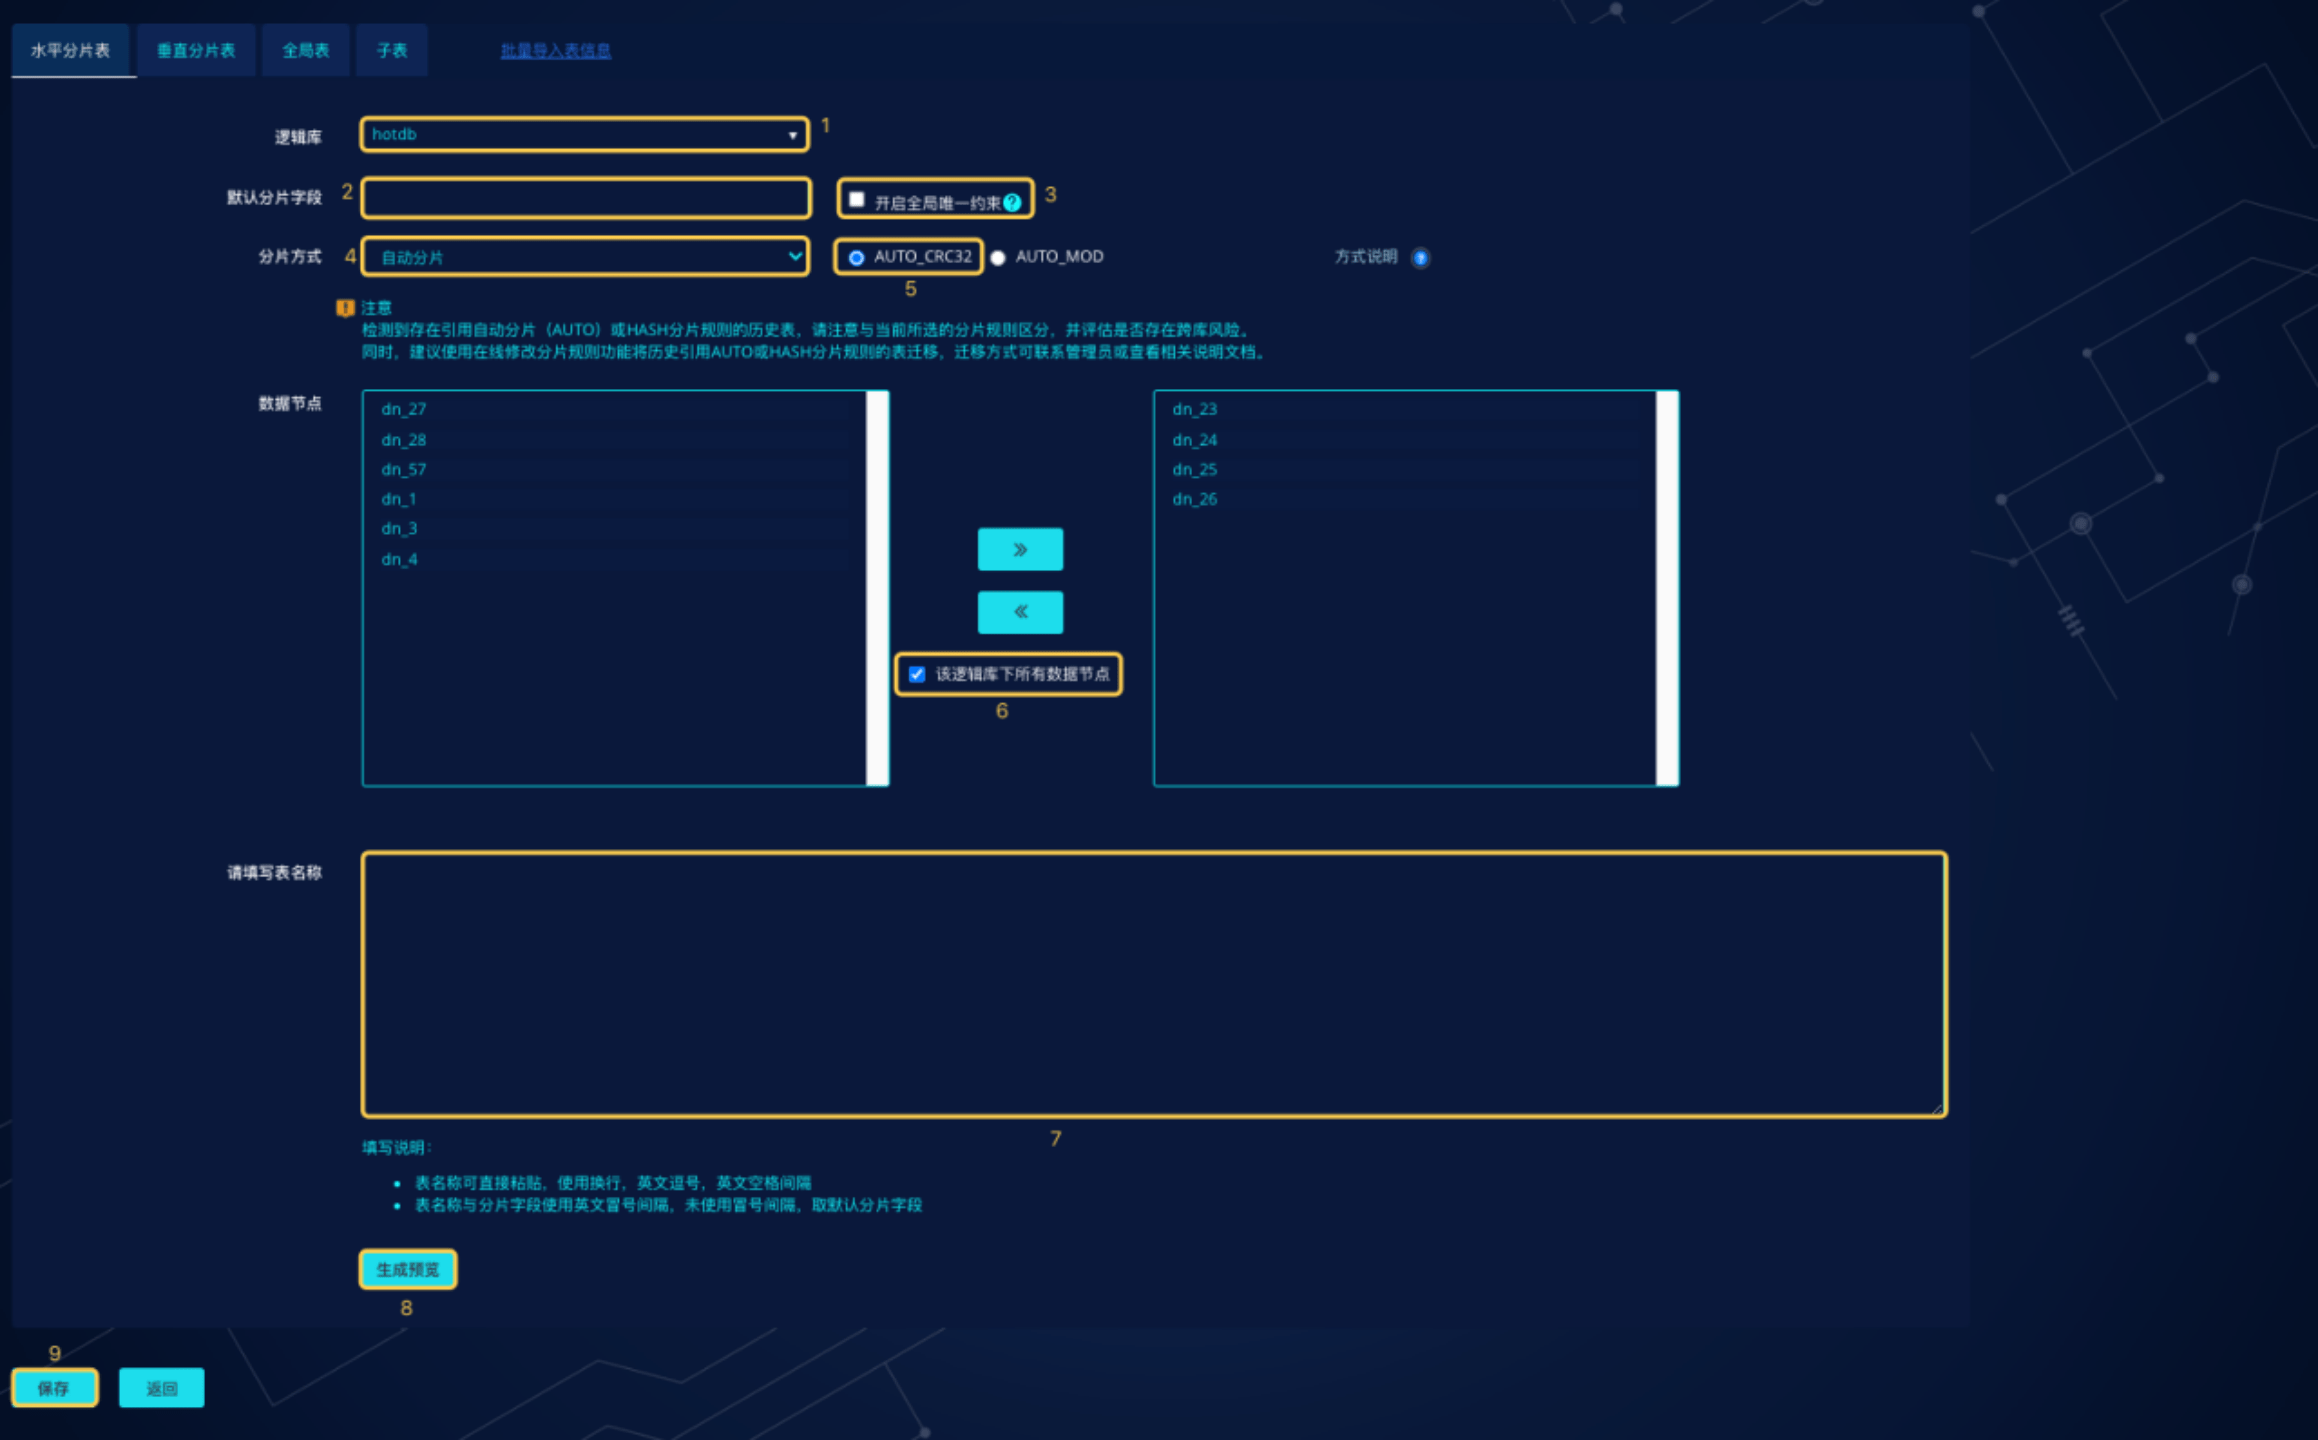 水平分片表 垂直分片表 全局表 子表 批量导入表信息
逻辑库 hotdb 1
默认分片字段 2 开启全局唯一约束 ? 3
分片方式 4 自动分片 AUTO_CRC32 AUTO_MOD 方式说明 ?
5
! 注意
检测到存在引用自动分片（AUTO）或HASH分片规则的历史表，请注意与当前所选的分片规则区分，并评估是否存在跨库风险。
同时，建议使用在线修改分片规则功能将历史引用AUTO或HASH分片规则的表迁移，迁移方式可联系管理员或查看相关说明文档。
数据节点
dn_27
dn_28
dn_57
dn_1
dn_3
dn_4
»
«
该逻辑库下所有数据节点
6
dn_23
dn_24
dn_25
dn_26
请填写表名称
7
填写说明：
• 表名称可直接粘贴，使用换行，英文逗号，英文空格间隔
• 表名称与分片字段使用英文冒号间隔，未使用冒号间隔，取默认分片字段
生成预览
8
9
保存 返回